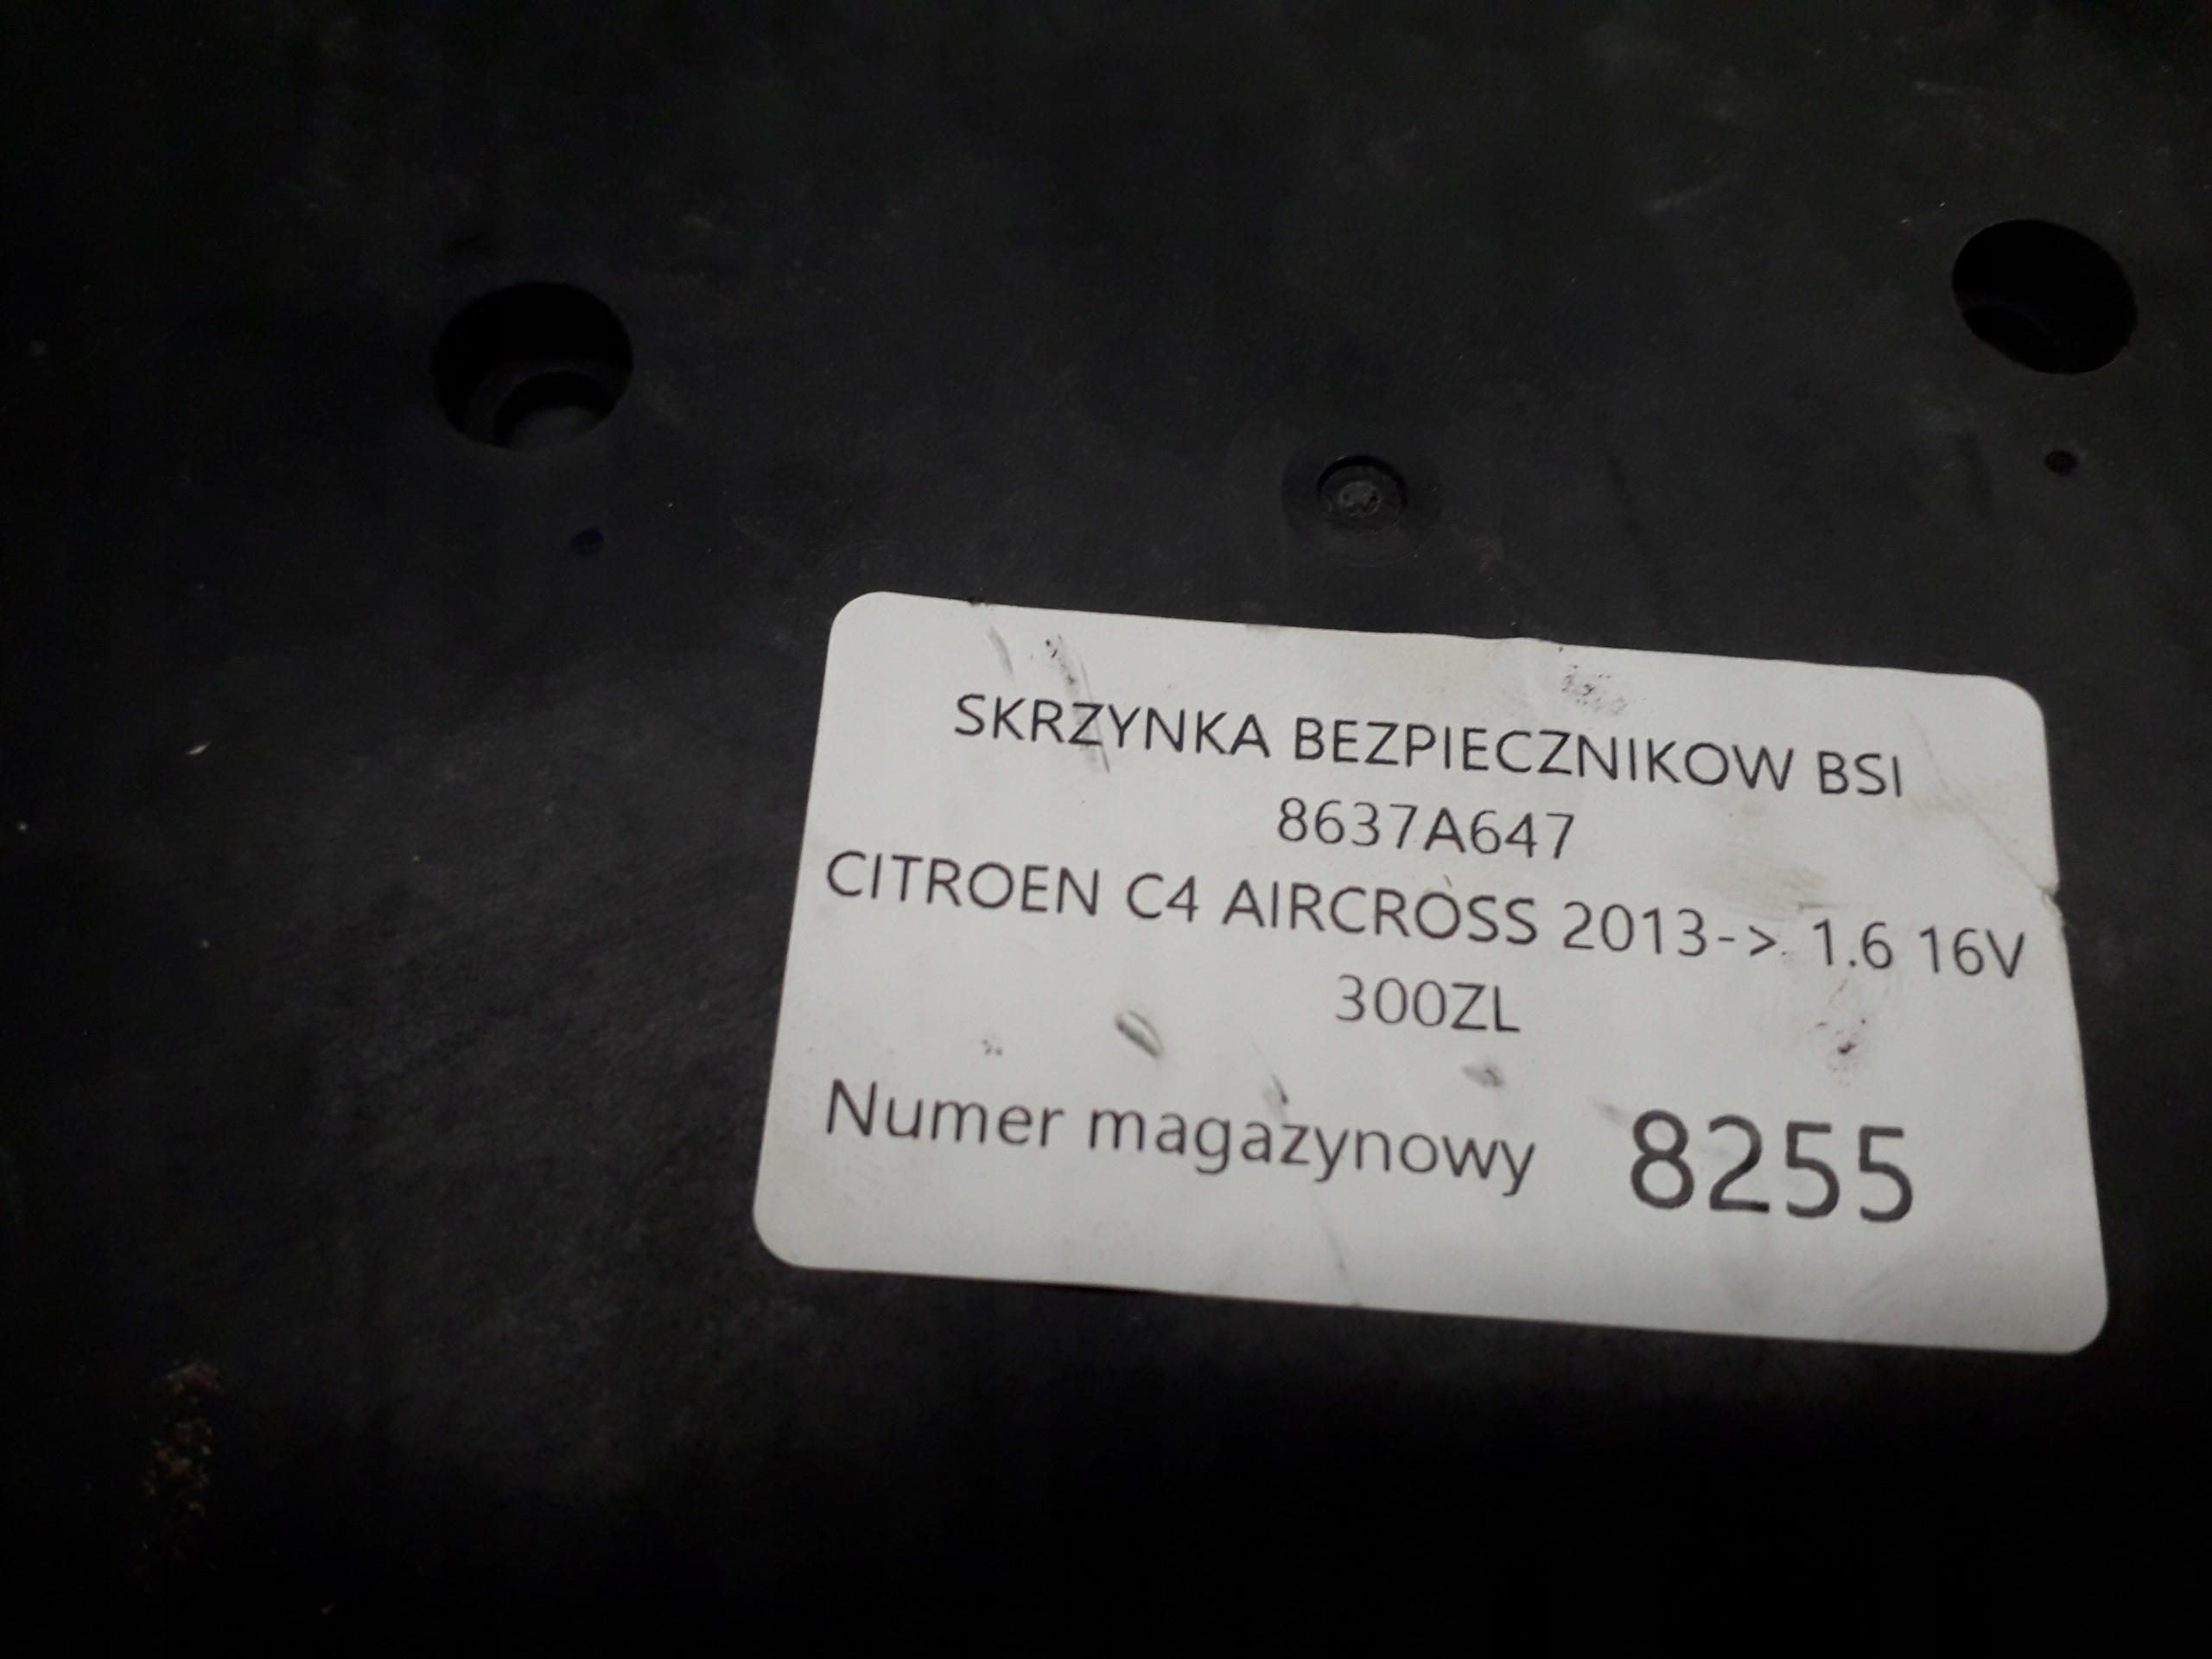 SKRZYNKA BEZPIECZNIKOW BSI
8637A647
CITROEN C4 AIRCROSS 2013-> 1.6 16V
300ZL
Numer magazynowy 8255